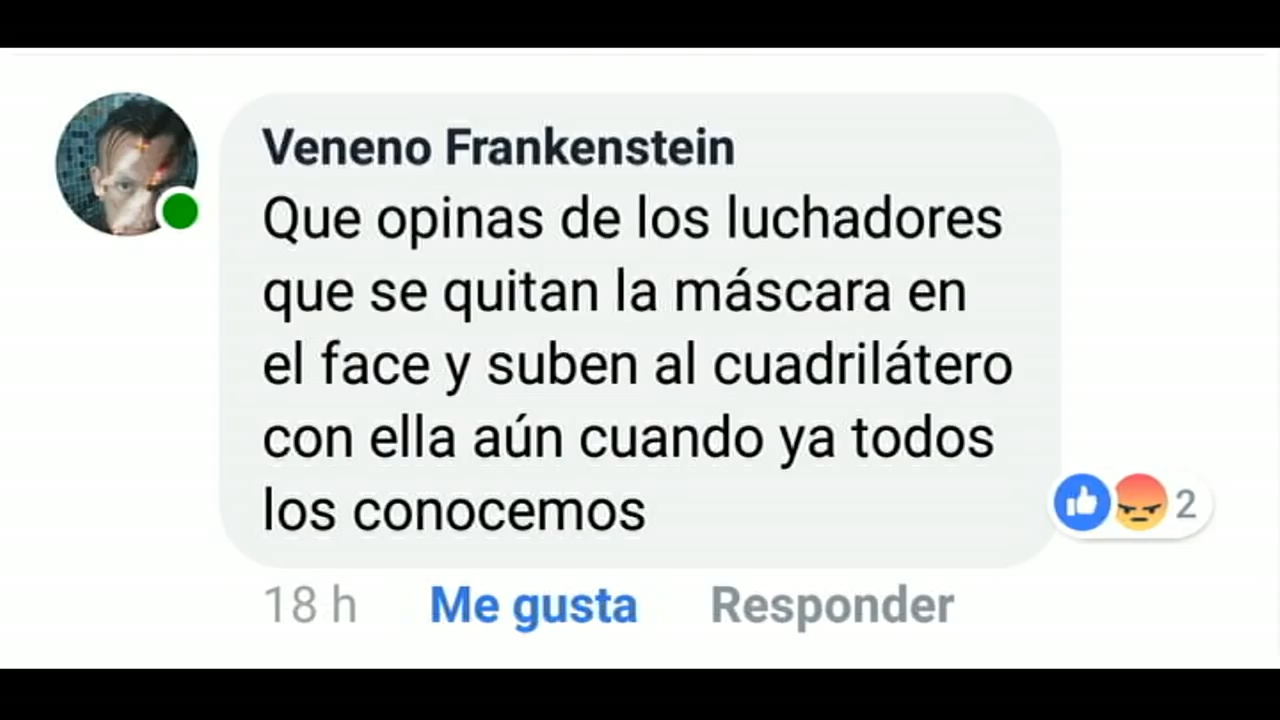 Veneno Frankenstein
Que opinas de los luchadores
que se quitan la máscara en
el face y suben al cuadrilátero
con ella aún cuando ya todos
los conocemos
2
18 h Me gusta Responder